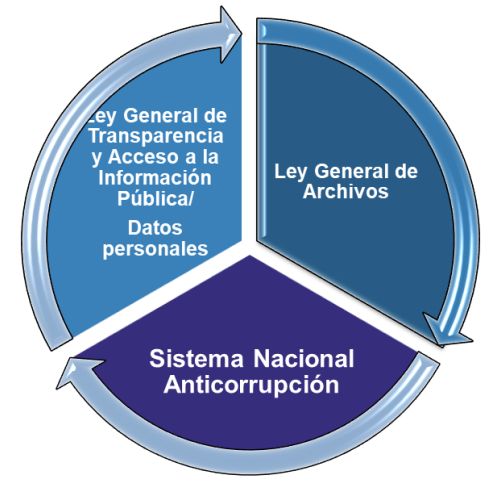 Ley General de
Transparencia
y Acceso a la
Información
Pública/
Datos
personales
Ley General de
Archivos
Sistema Nacional
Anticorrupción